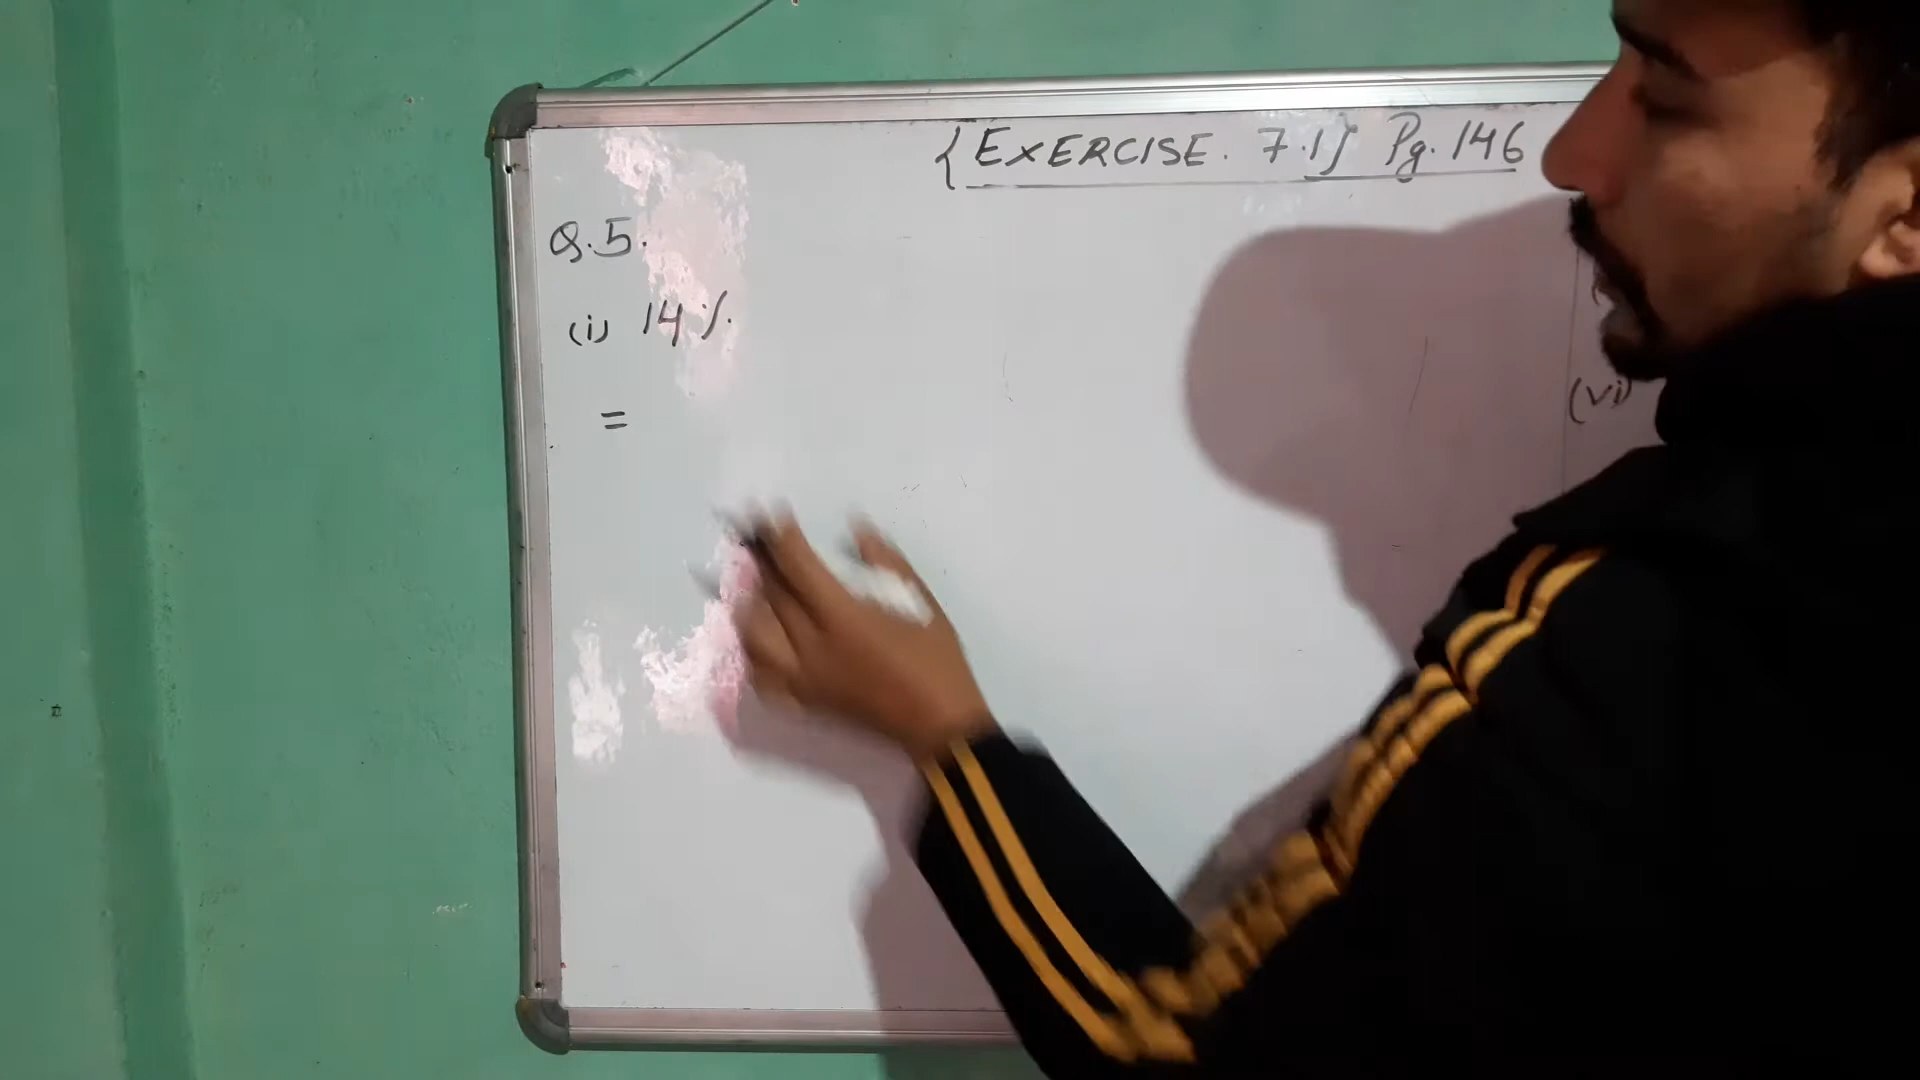 {EXERCISE. 7.1} Pg. 146
Q.5.
(i) 14%.
=
(vi)